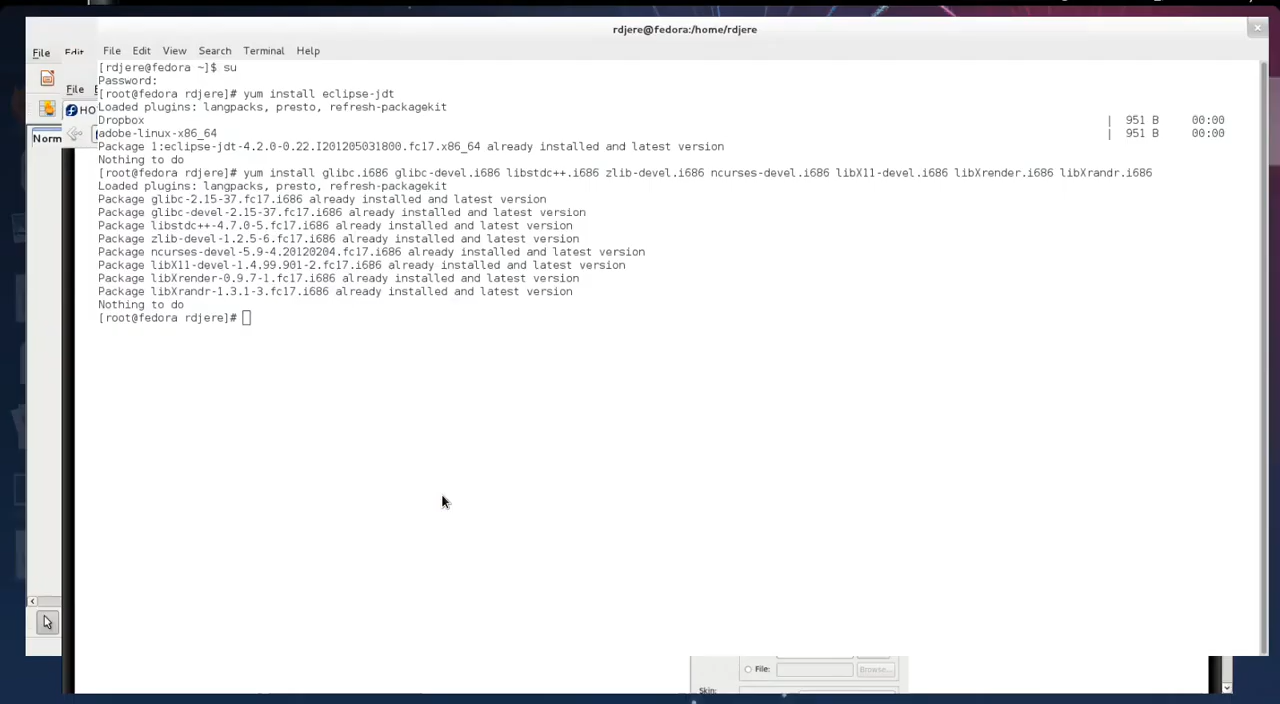 rdjere@fedora:/home/rdjere
File Edit
File Edit View Search Terminal Help
[rdjere@fedora ~]$ su
Password:
[root@fedora rdjere]# yum install eclipse-jdt
Loaded plugins: langpacks, presto, refresh-packagekit
Dropbox | 951 B 00:00
adobe-linux-x86_64 | 951 B 00:00
Package 1:eclipse-jdt-4.2.0-0.22.I201205031800.fc17.x86_64 already installed and latest version
Nothing to do
[root@fedora rdjere]# yum install glibc.i686 glibc-devel.i686 libstdc++.i686 zlib-devel.i686 ncurses-devel.i686 libX11-devel.i686 libXrender.i686 libXrandr.i686
Loaded plugins: langpacks, presto, refresh-packagekit
Package glibc-2.15-37.fc17.i686 already installed and latest version
Package glibc-devel-2.15-37.fc17.i686 already installed and latest version
Package libstdc++-4.7.0-5.fc17.i686 already installed and latest version
Package zlib-devel-1.2.5-6.fc17.i686 already installed and latest version
Package ncurses-devel-5.9-4.20120204.fc17.i686 already installed and latest version
Package libX11-devel-1.4.99.901-2.fc17.i686 already installed and latest version
Package libXrender-0.9.7-1.fc17.i686 already installed and latest version
Package libXrandr-1.3.1-3.fc17.i686 already installed and latest version
Nothing to do
[root@fedora rdjere]#
File E
HO
Norm
File: Browse...
Skin: